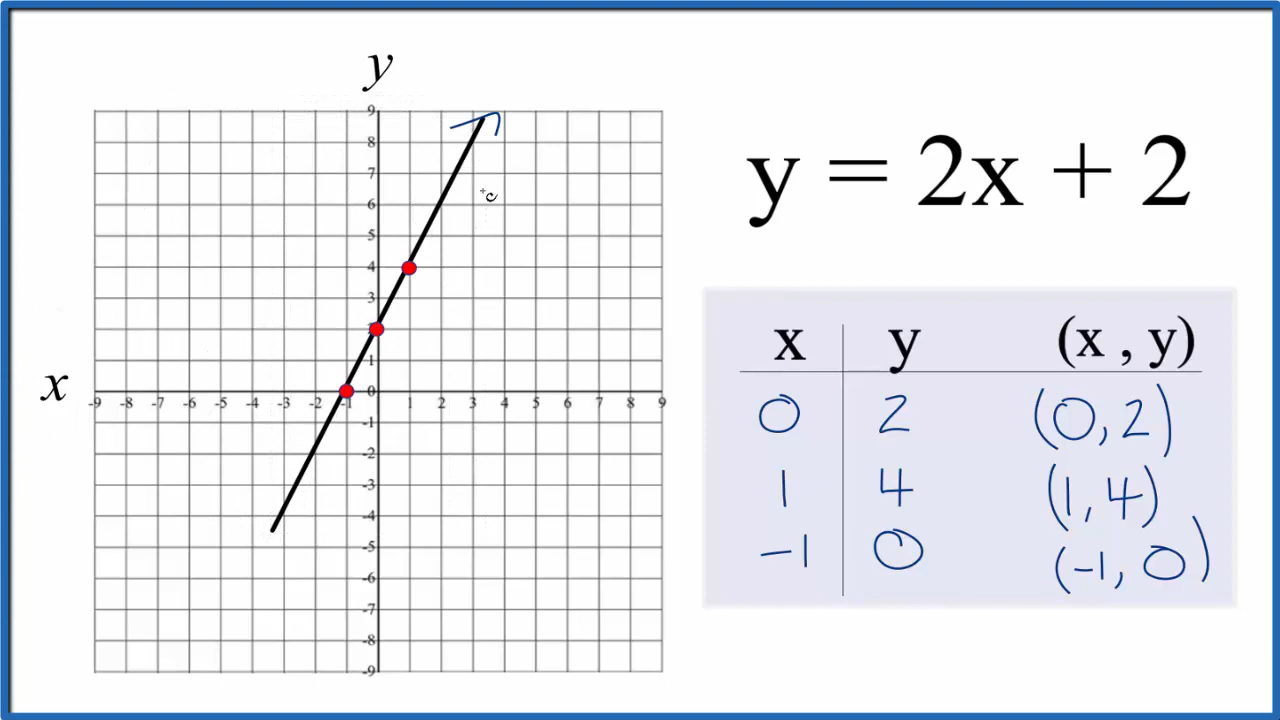 y
9
8
7
6
5
4
3
2
1
x
0
-9 -8 -7 -6 -5 -4 -3 -2 -1 1 2 3 4 5 6 7 8 9
-1
-2
-3
-4
-5
-6
-7
-8
-9
y = 2x + 2
x y (x , y)
0 2 (0, 2)
1 4 (1, 4)
-1 0 (-1, 0)